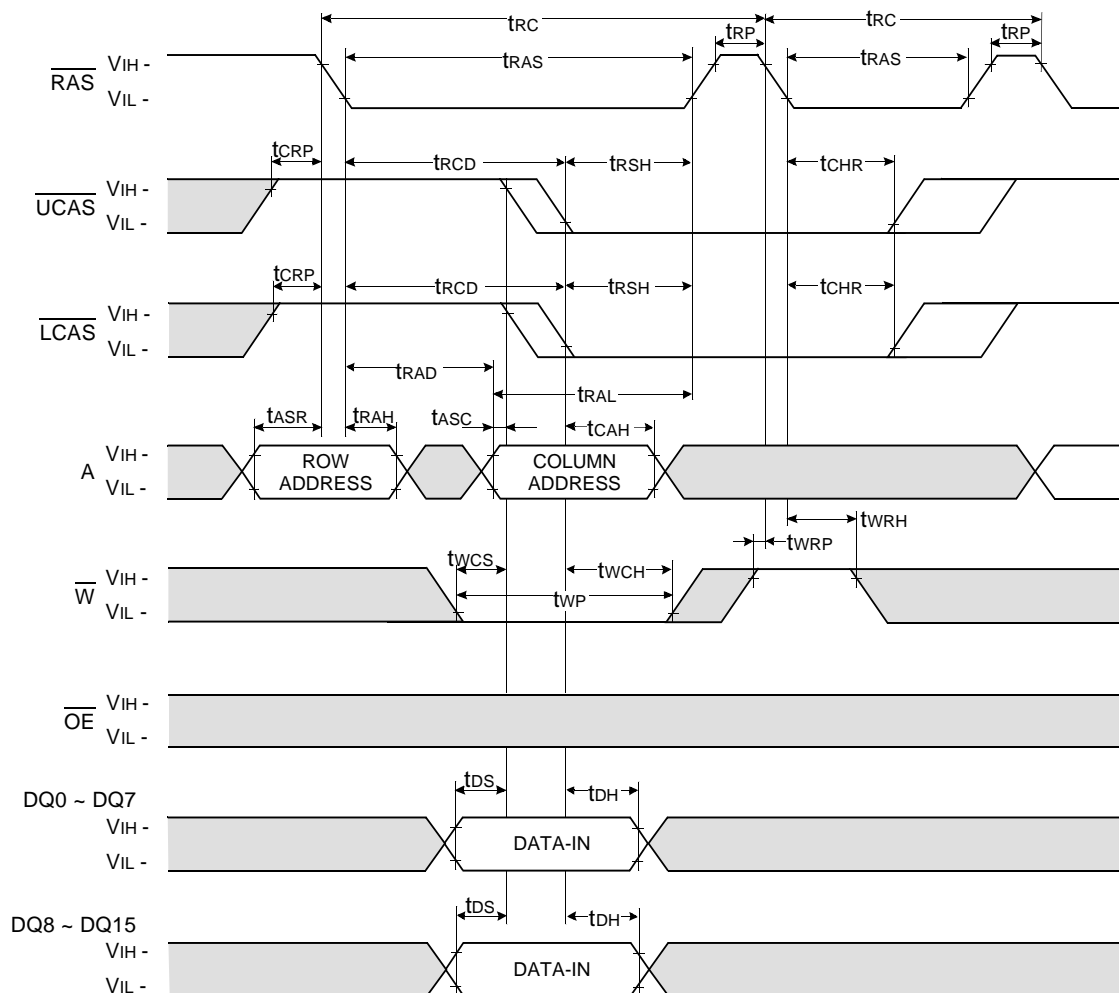 tRC tRC
tRP tRP
tRAS tRAS
RAS
VIH -
VIL -
tCRP tRCD tRSH tCHR
UCAS
VIH -
VIL -
tCRP tRCD tRSH tCHR
LCAS
VIH -
VIL -
tRAD
tRAL
tASR tRAH tASC tCAH
A
VIH -
VIL -
ROW
ADDRESS
COLUMN
ADDRESS
tWRH
tWRP
tWCS tWCH
tWP
W
VIH -
VIL -
OE
VIH -
VIL -
tDS tDH
DQ0 ~ DQ7
VIH -
VIL -
DATA-IN
tDS tDH
DQ8 ~ DQ15
VIH -
VIL -
DATA-IN